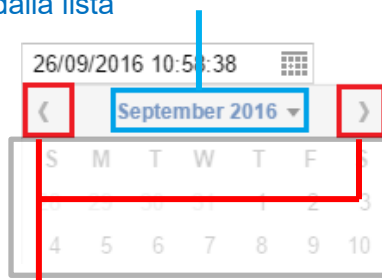 dalla lista
26/09/2016 10:58:38
September 2016
S M T W T F S
28 29 30 31 1 2 3
4 5 6 7 8 9 10